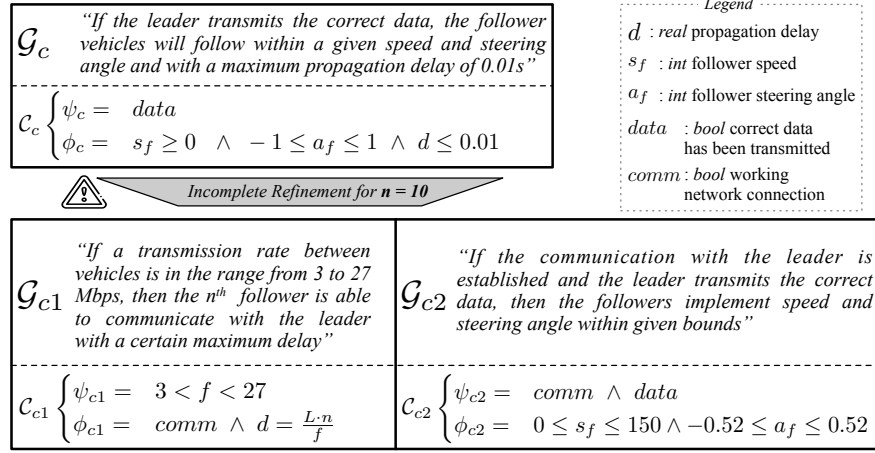 𝒢c "If the leader transmits the correct data, the follower
vehicles will follow within a given speed and steering
angle and with a maximum propagation delay of 0.01s"
𝒞c { ψc = data
ϕc = sf ≥ 0 ∧ − 1 ≤ af ≤ 1 ∧ d ≤ 0.01
Legend
d : real propagation delay
sf : int follower speed
af : int follower steering angle
data : bool correct data
has been transmitted
comm : bool working
network connection
Incomplete Refinement for n = 10
𝒢c1 "If a transmission rate between
vehicles is in the range from 3 to 27
Mbps, then the nth follower is able
to communicate with the leader
with a certain maximum delay"
𝒞c1 { ψc1 = 3 < f < 27
ϕc1 = comm ∧ d = L·n/f
𝒢c2 "If the communication with the leader is
established and the leader transmits the correct
data, then the followers implement speed and
steering angle within given bounds"
𝒞c2 { ψc2 = comm ∧ data
ϕc2 = 0 ≤ sf ≤ 150 ∧ −0.52 ≤ af ≤ 0.52